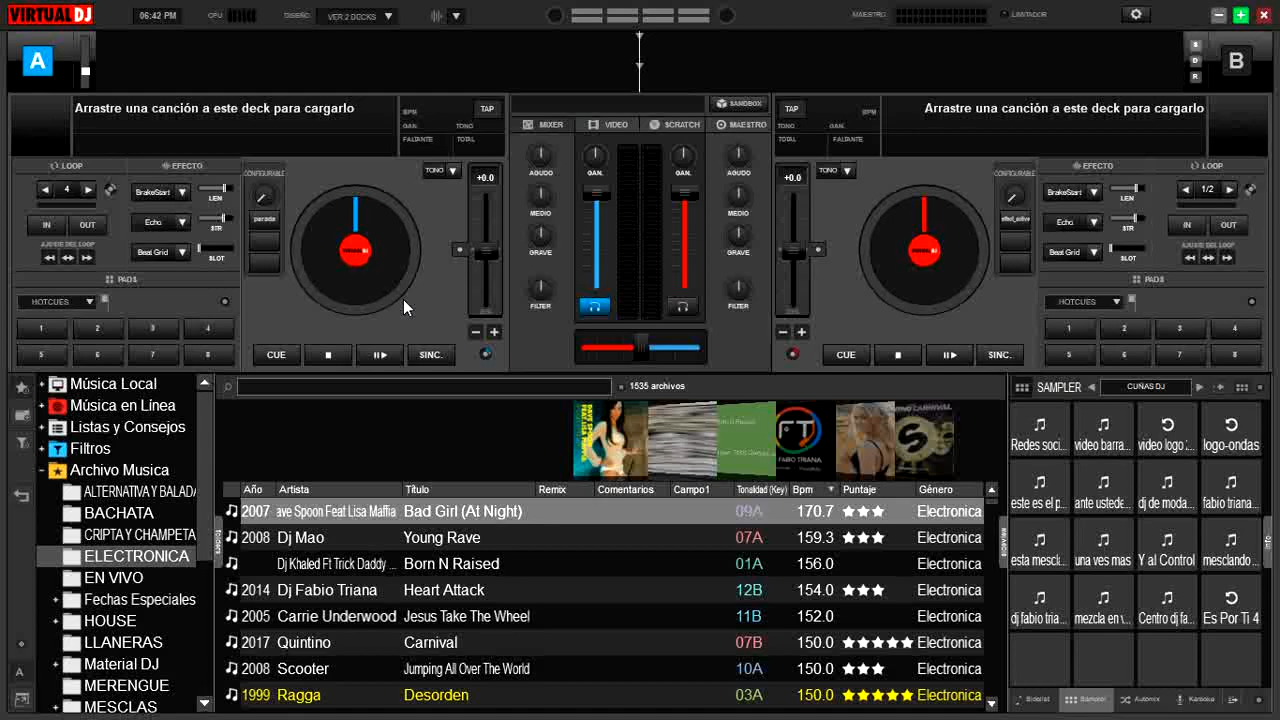 VIRTUALDJ
06:42 PM
CPU
DISEÑO:
VER 2 DECKS
MAESTRO:
LIMITADOR
A
S
D
R
B
Arrastre una canción a este deck para cargarlo
BPM
TAP
GAN.
TONO
FALTANTE
TOTAL
SANDBOX
MIXER
VIDEO
SCRATCH
MAESTRO
TAP
BPM
TONO
GAN.
TOTAL
FALTANTE
Arrastre una canción a este deck para cargarlo
LOOP
EFECTO
4
BrakeStart
LEN
IN
OUT
Echo
STR
AJUSTE DEL LOOP
Beat Grid
SLOT
PADS
HOTCUES
1
2
3
4
5
6
7
8
CONFIGURABLE
parada
TONO
+0.0
CUE
SINC.
AGUDO
GAN.
GAN.
AGUDO
MEDIO
MEDIO
GRAVE
GRAVE
FILTER
FILTER
+0.0
TONO
CONFIGURABLE
effect_active
CUE
SINC.
EFECTO
LOOP
BrakeStart
LEN
1/2
Echo
STR
IN
OUT
Beat Grid
SLOT
AJUSTE DEL LOOP
PADS
HOTCUES
1
2
3
4
5
6
7
8
Música Local
Música en Línea
Listas y Consejos
Filtros
Archivo Musica
BACHATA
CRIPTA Y CHAMPETA
ELECTRONICA
EN VIVO
Fechas Especiales
HOUSE
LLANERAS
Material DJ
MERENGUE
MESCLAS
A
folders
1535 archivos
FT
FABIO TRIANA
Año Artista Título Remix Comentarios Campo1 Tonalidad (Key) Bpm Puntaje Género
2007 ave Spoon Feat Lisa Maffia Bad Girl (At Night) 09A 170.7 Electronica
2008 Dj Mao Young Rave 07A 159.3 Electronica
Dj Khaled Ft Trick Daddy ... Born N Raised 01A 156.0 Electronica
2014 Dj Fabio Triana Heart Attack 12B 154.0 Electronica
2005 Carrie Underwood Jesus Take The Wheel 11B 152.0 Electronica
2017 Quintino Carnival 07B 150.0 Electronica
2008 Scooter Jumping All Over The World 10A 150.0 Electronica
1999 Ragga Desorden 03A 150.0 Electronica
SAMPLER
CUÑAS DJ
Redes soci...
video barra...
video logo ...
logo-ondas
este es el p...
ante ustede...
dj de moda...
fabio triana...
esta mescl...
una ves mas
Y al Control
mesclando ...
dj fabio tria...
mezcla en v...
Centro dj fa...
Es Por Ti 4
Sidelist
Sampler
Automix
Karaoke